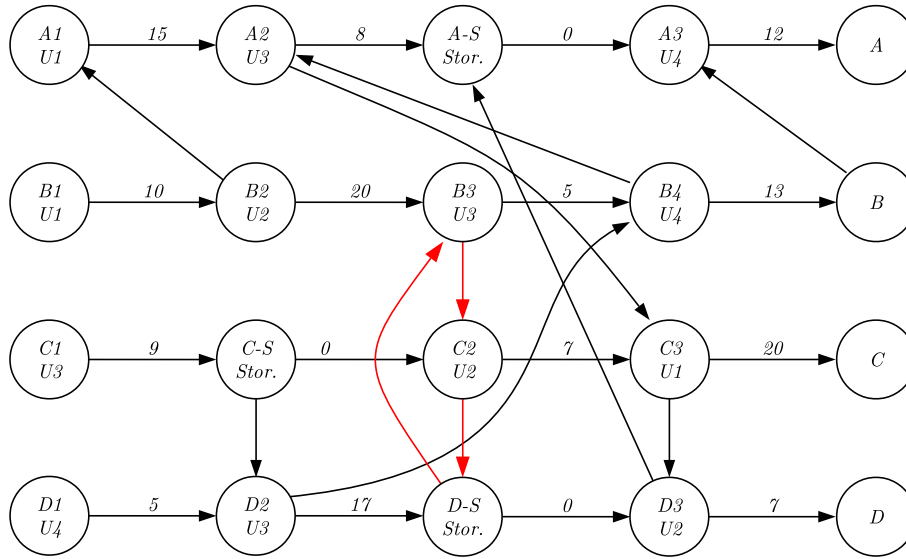 A1 15 A2 8 A-S 0 A3 12 A
U1 U3 Stor. U4
B1 10 B2 20 B3 5 B4 13 B
U1 U2 U3 U4
C1 9 C-S 0 C2 7 C3 20 C
U3 Stor. U2 U1
D1 5 D2 17 D-S 0 D3 7 D
U4 U3 Stor. U2